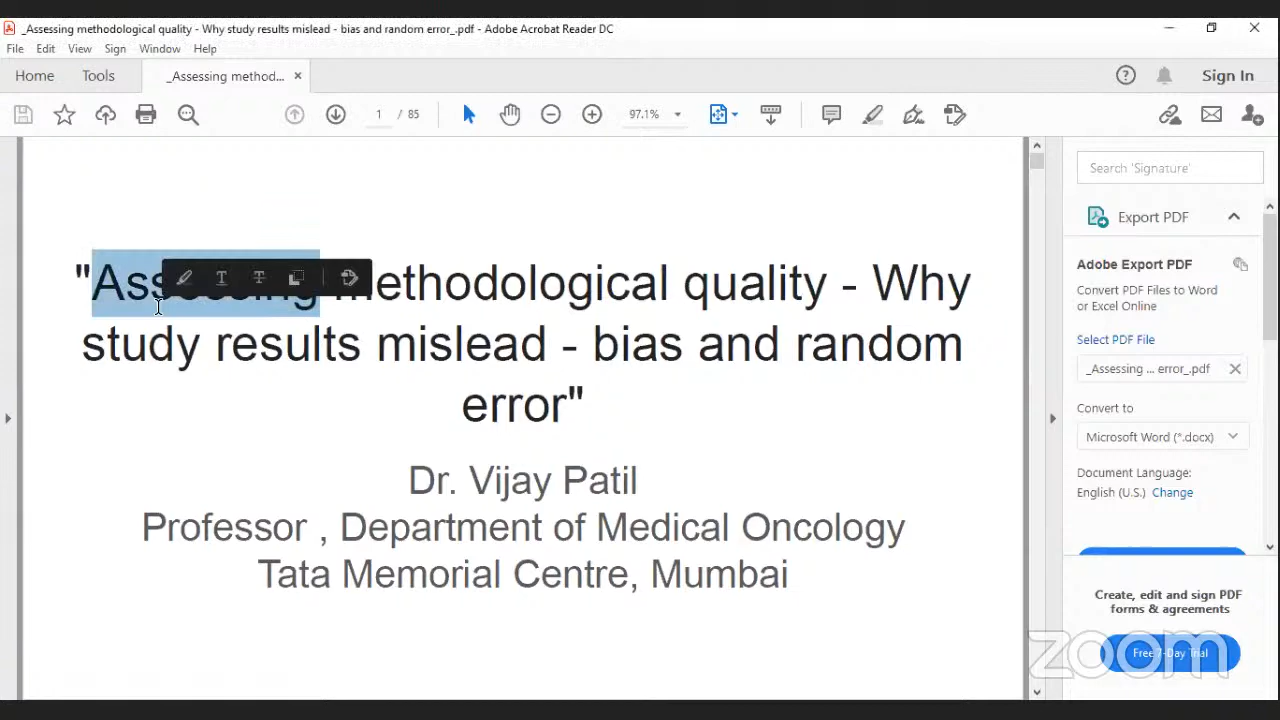 _Assessing methodological quality - Why study results mislead - bias and random error_.pdf - Adobe Acrobat Reader DC
File Edit View Sign Window Help
Home Tools _Assessing method... ×
Sign In
1 / 85 97.1%
Search 'Signature'
Export PDF
Adobe Export PDF
Convert PDF Files to Word
or Excel Online
Select PDF File
_Assessing ... error_.pdf
Convert to
Microsoft Word (*.docx)
Document Language:
English (U.S.) Change
"Assessing methodological quality - Why
study results mislead - bias and random
error"
Dr. Vijay Patil
Professor , Department of Medical Oncology
Tata Memorial Centre, Mumbai
Create, edit and sign PDF
forms & agreements
Free 7-Day Trial
zoom